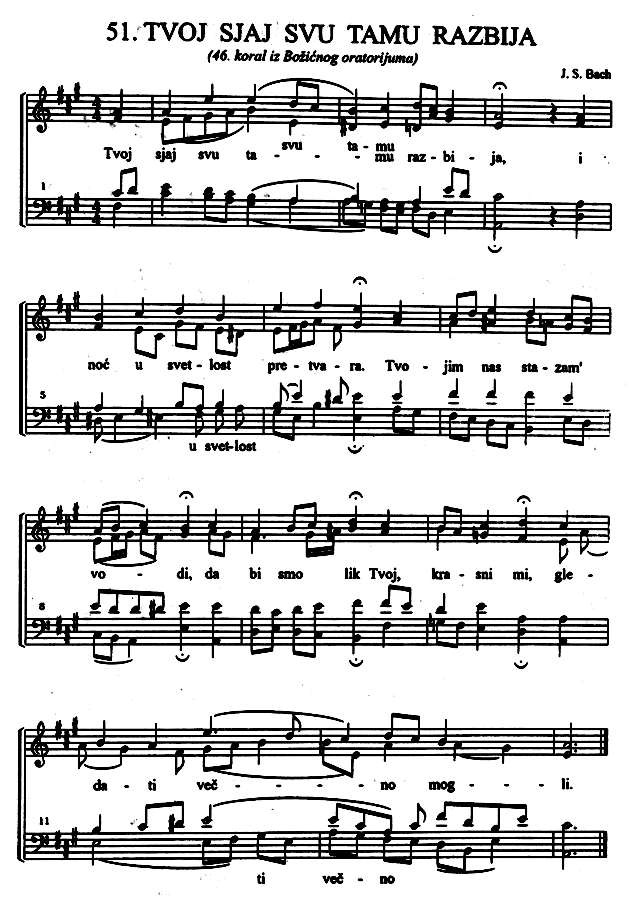 51. TVOJ SJAJ SVU TAMU RAZBIJA
(46. koral iz Božićnog oratorijuma)
J. S. Bach
svu ta-mu
Tvoj sjaj svu ta - - - mu raz - bi - ja, i
1
noć u svet-lost pre-tva-ra. Tvo-jim nas sta-zam'
5
u svet-lost
vo - di, da bi smo lik Tvoj, kra-sni mi, gle -
8
da-ti več - - - no mog - li.
11
ti več - no